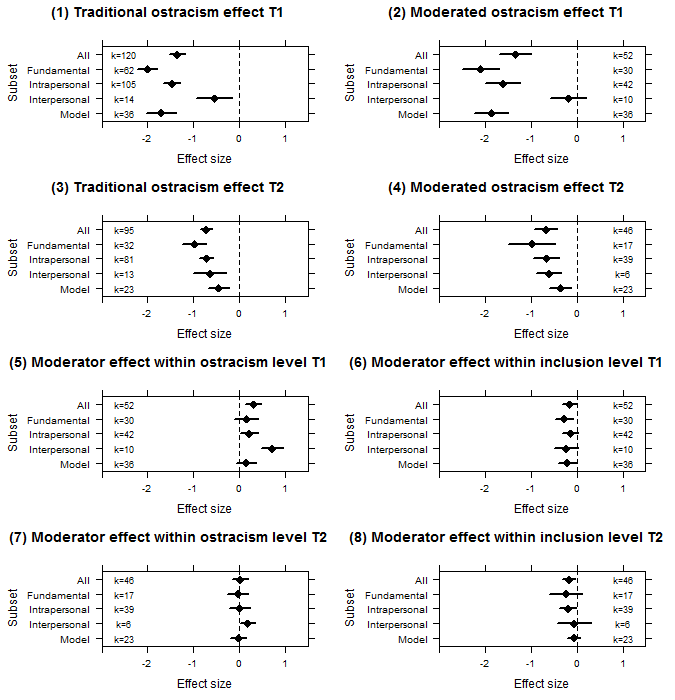 (1) Traditional ostracism effect T1
Subset
All k=120
Fundamental k=62
Intrapersonal k=105
Interpersonal k=14
Model k=36
-2 -1 0 1
Effect size
(2) Moderated ostracism effect T1
Subset
All k=52
Fundamental k=30
Intrapersonal k=42
Interpersonal k=10
Model k=36
-2 -1 0 1
Effect size
(3) Traditional ostracism effect T2
Subset
All k=95
Fundamental k=32
Intrapersonal k=81
Interpersonal k=13
Model k=23
-2 -1 0 1
Effect size
(4) Moderated ostracism effect T2
Subset
All k=46
Fundamental k=17
Intrapersonal k=39
Interpersonal k=6
Model k=23
-2 -1 0 1
Effect size
(5) Moderator effect within ostracism level T1
Subset
All k=52
Fundamental k=30
Intrapersonal k=42
Interpersonal k=10
Model k=36
-2 -1 0 1
Effect size
(6) Moderator effect within inclusion level T1
Subset
All k=52
Fundamental k=30
Intrapersonal k=42
Interpersonal k=10
Model k=36
-2 -1 0 1
Effect size
(7) Moderator effect within ostracism level T2
Subset
All k=46
Fundamental k=17
Intrapersonal k=39
Interpersonal k=6
Model k=23
-2 -1 0 1
Effect size
(8) Moderator effect within inclusion level T2
Subset
All k=46
Fundamental k=17
Intrapersonal k=39
Interpersonal k=6
Model k=23
-2 -1 0 1
Effect size